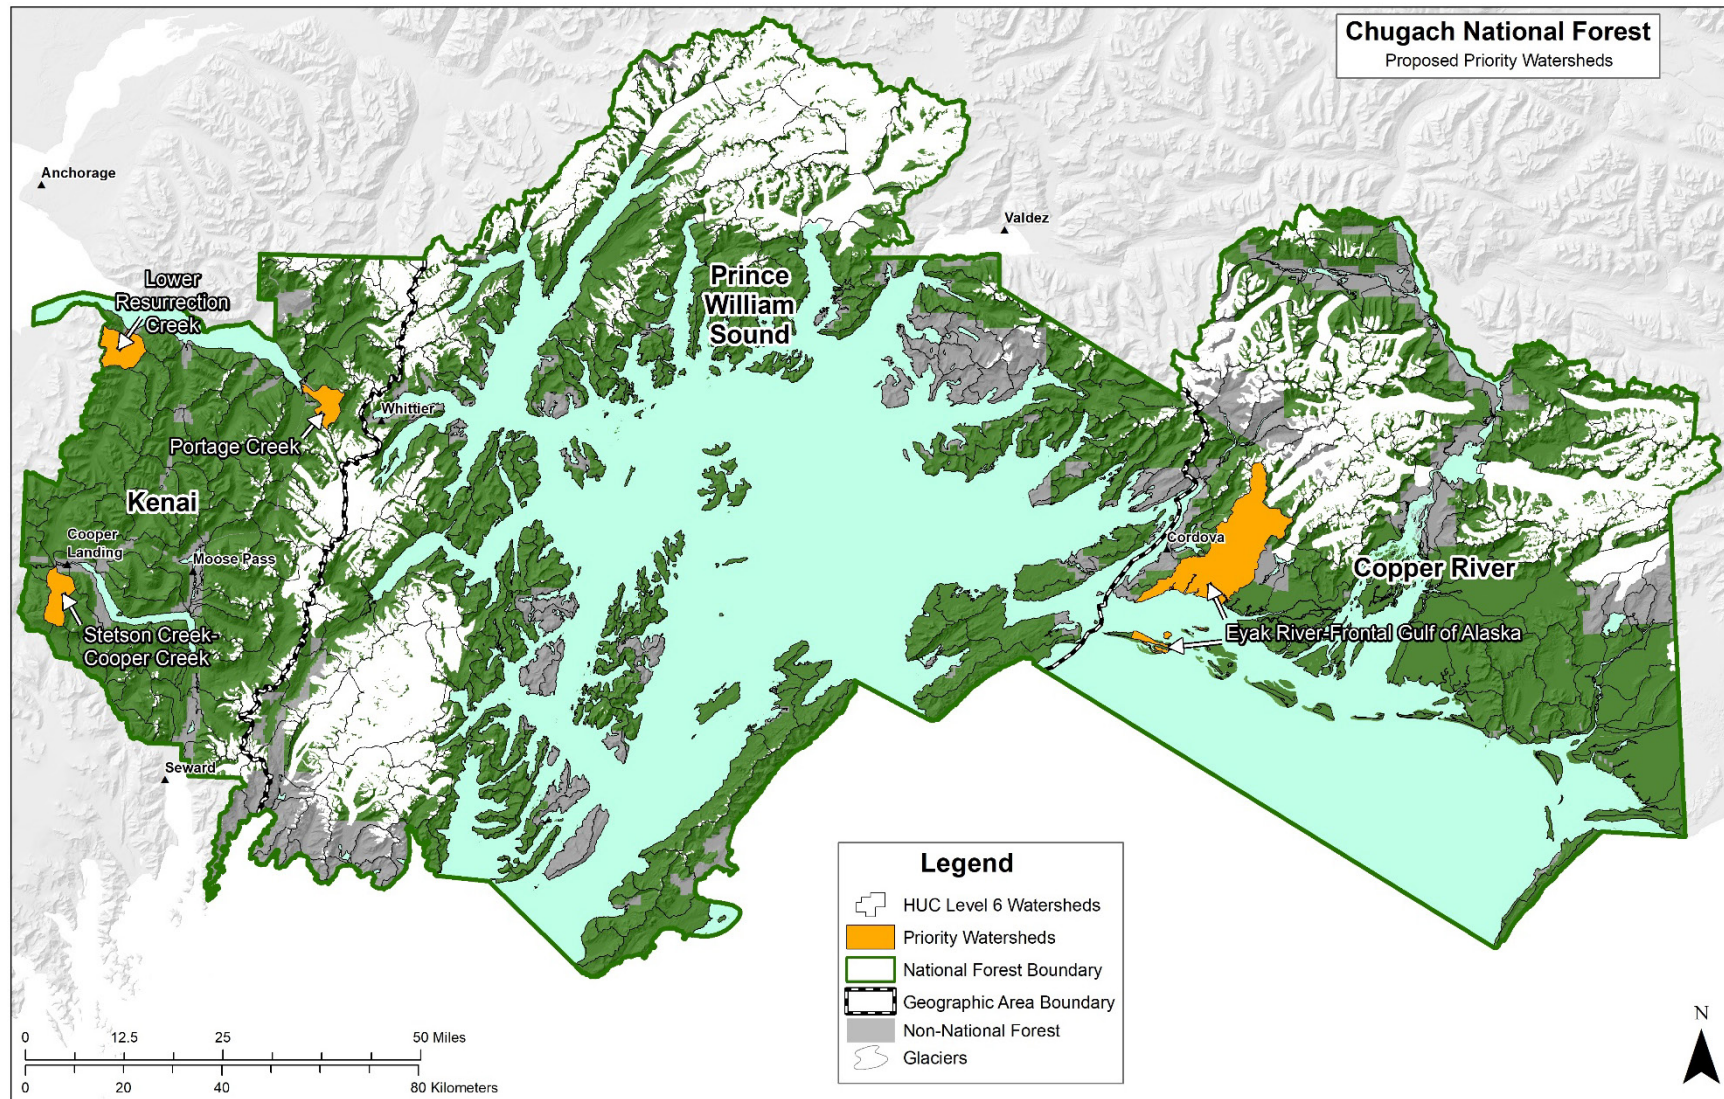 Chugach National Forest
Proposed Priority Watersheds
Anchorage
Valdez
Lower
Resurrection
Creek
Prince
William
Sound
Whittier
Portage Creek
Kenai
Cooper
Landing
Moose Pass
Cordova
Copper River
Stetson Creek-
Cooper Creek
Eyak River-Frontal Gulf of Alaska
Seward
Legend
HUC Level 6 Watersheds
Priority Watersheds
National Forest Boundary
Geographic Area Boundary
Non-National Forest
Glaciers
0 12.5 25 50 Miles
0 20 40 80 Kilometers
N